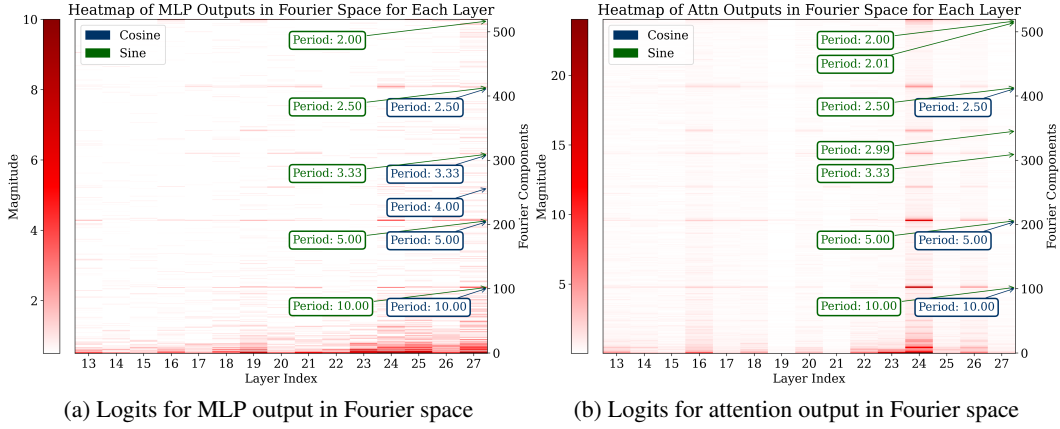 Heatmap of MLP Outputs in Fourier Space for Each Layer
10
8
6
4
2
Magnitude
Cosine
Sine
Period: 2.00
Period: 2.50
Period: 2.50
Period: 3.33
Period: 3.33
Period: 4.00
Period: 5.00
Period: 5.00
Period: 10.00
Period: 10.00
500
400
300
200
100
0
Fourier Components
13 14 15 16 17 18 19 20 21 22 23 24 25 26 27
Layer Index
(a) Logits for MLP output in Fourier space
Heatmap of Attn Outputs in Fourier Space for Each Layer
20
15
10
5
Magnitude
Cosine
Sine
Period: 2.00
Period: 2.01
Period: 2.50
Period: 2.50
Period: 2.99
Period: 3.33
Period: 5.00
Period: 5.00
Period: 10.00
Period: 10.00
500
400
300
200
100
0
Fourier Components
13 14 15 16 17 18 19 20 21 22 23 24 25 26 27
Layer Index
(b) Logits for attention output in Fourier space